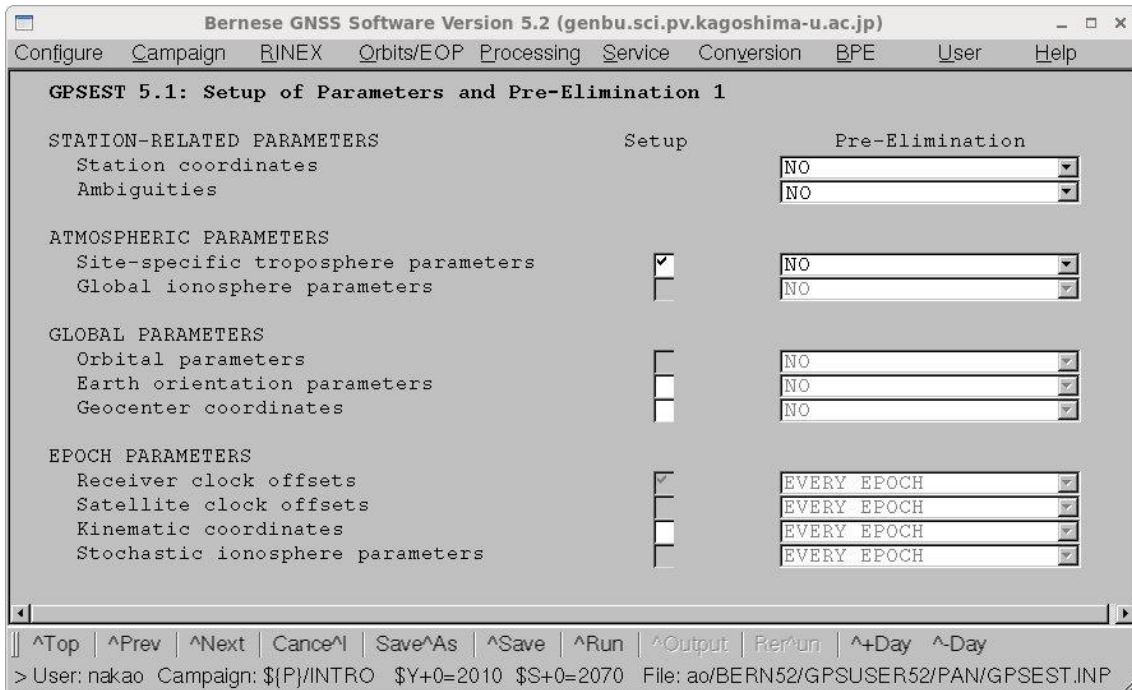 Bernese GNSS Software Version 5.2 (genbu.sci.pv.kagoshima-u.ac.jp)
Configure Campaign RINEX Orbits/EOP Processing Service Conversion BPE User Help
GPSEST 5.1: Setup of Parameters and Pre-Elimination 1
STATION-RELATED PARAMETERS Setup Pre-Elimination
Station coordinates NO
Ambiguities NO
ATMOSPHERIC PARAMETERS
Site-specific troposphere parameters NO
Global ionosphere parameters NO
GLOBAL PARAMETERS
Orbital parameters NO
Earth orientation parameters NO
Geocenter coordinates NO
EPOCH PARAMETERS
Receiver clock offsets EVERY EPOCH
Satellite clock offsets EVERY EPOCH
Kinematic coordinates EVERY EPOCH
Stochastic ionosphere parameters EVERY EPOCH
^Top | ^Prev | ^Next | Cance^l | Save^As | ^Save | ^Run | ^Output | Rer^un | ^+Day ^-Day
> User: nakao Campaign: ${P}/INTRO $Y+0=2010 $S+0=2070 File: ao/BERN52/GPSUSER52/PAN/GPSEST.INP